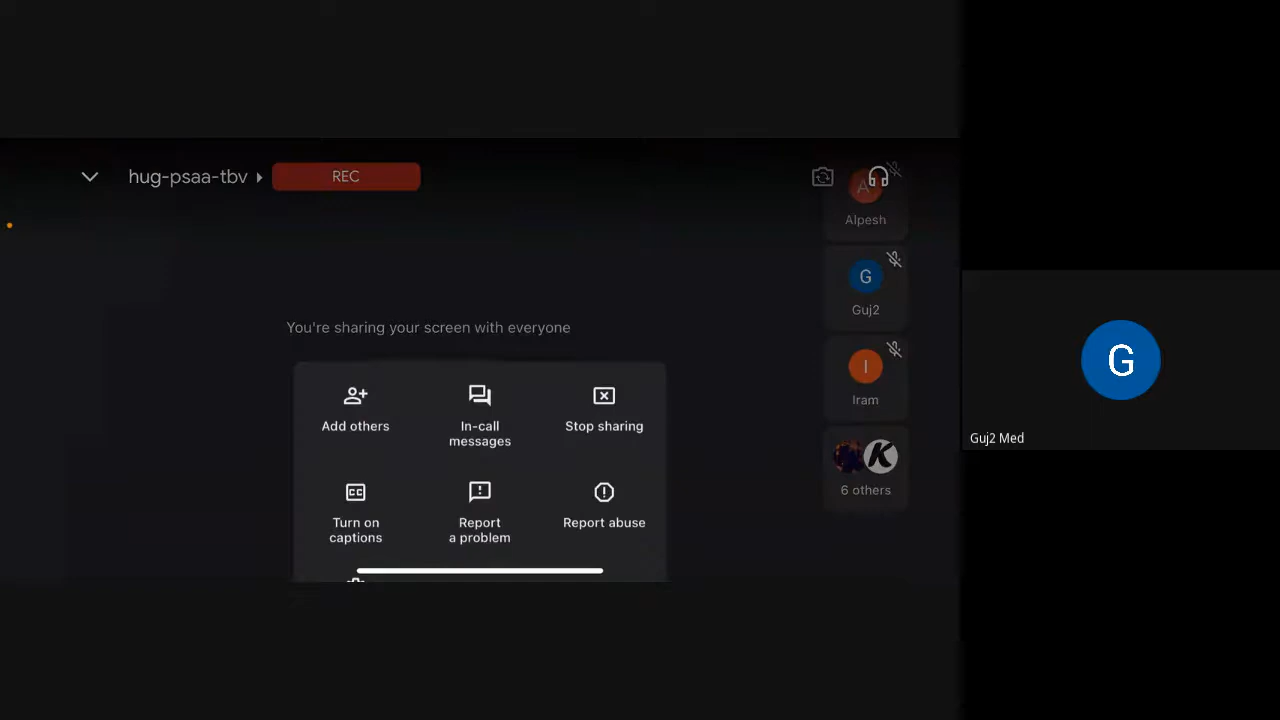 hug-psaa-tbv
REC
A
Alpesh
G
Guj2
I
Iram
K
6 others
You're sharing your screen with everyone
Add others
In-call
messages
Stop sharing
CC
Turn on
captions
Report
a problem
Report abuse
G
Guj2 Med